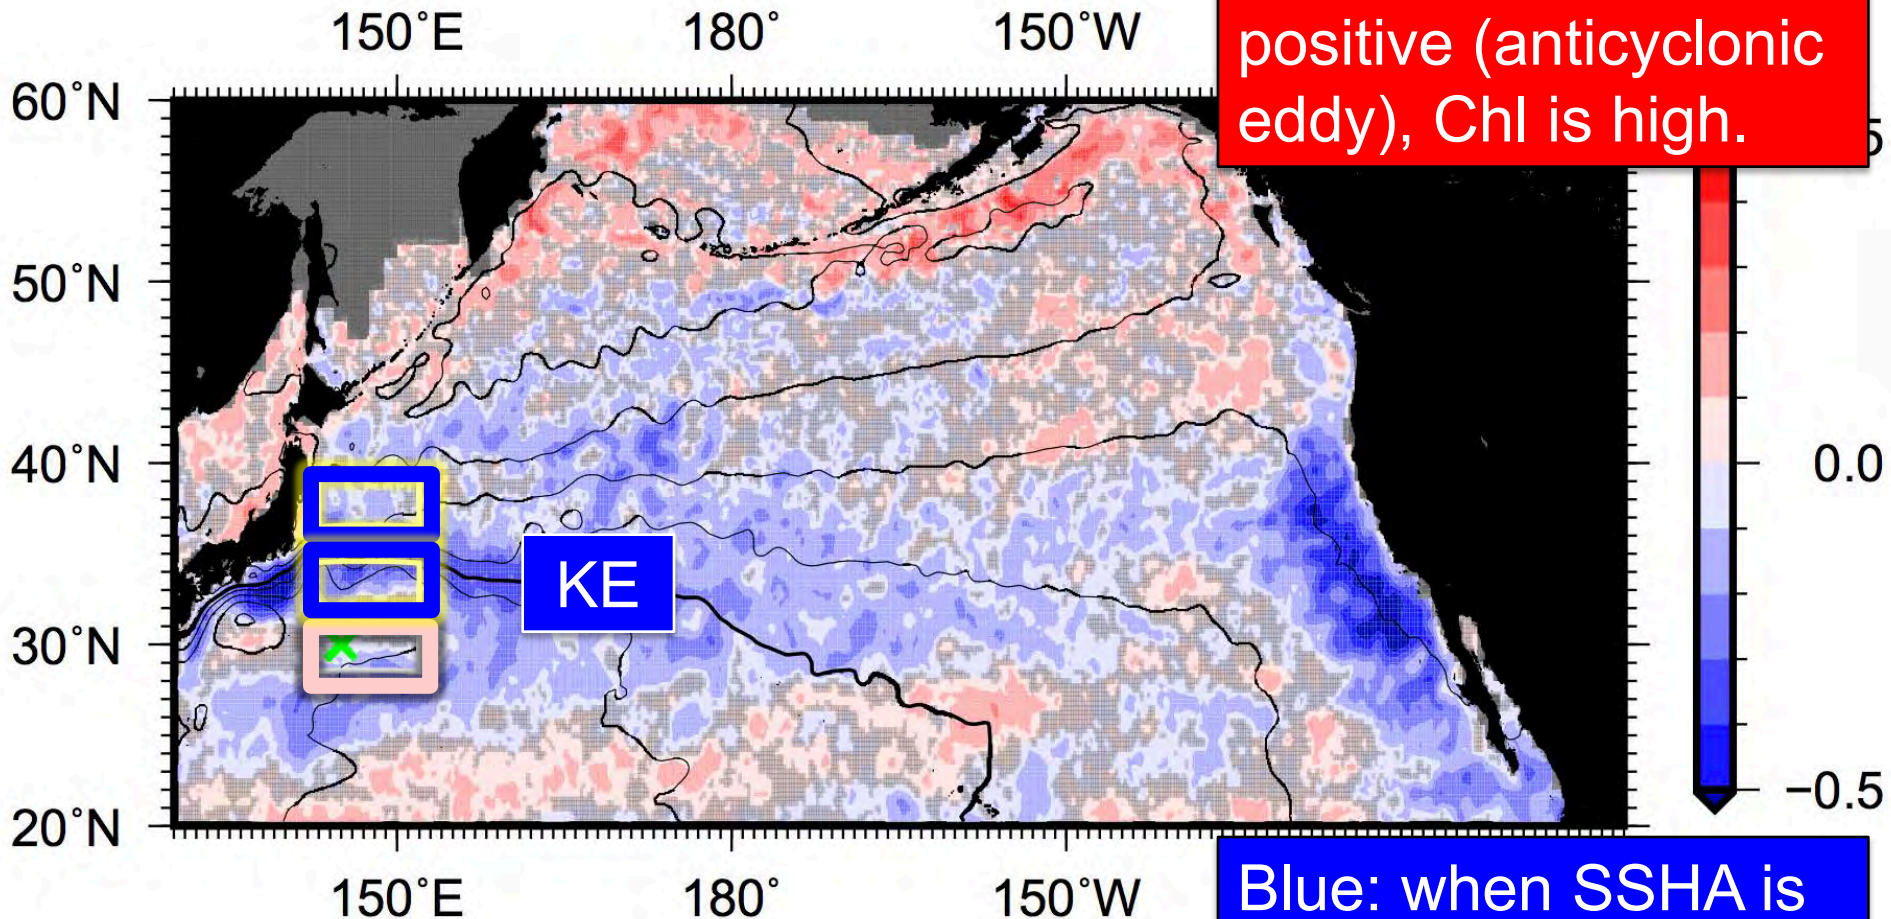 150˚E 180˚ 150˚W
positive (anticyclonic
eddy), Chl is high.
60˚N
50˚N
40˚N
30˚N
20˚N
KE
5
0.0
−0.5
150˚E 180˚ 150˚W
Blue: when SSHA is